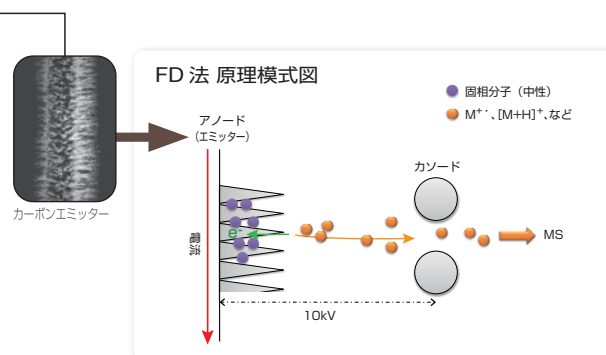 FD 法 原理模式図
固相分子（中性）
M⁺˙、[M+H]⁺、など
アノード
（エミッター）
カソード
カーボンエミッター
e⁻
電流
MS
10kV